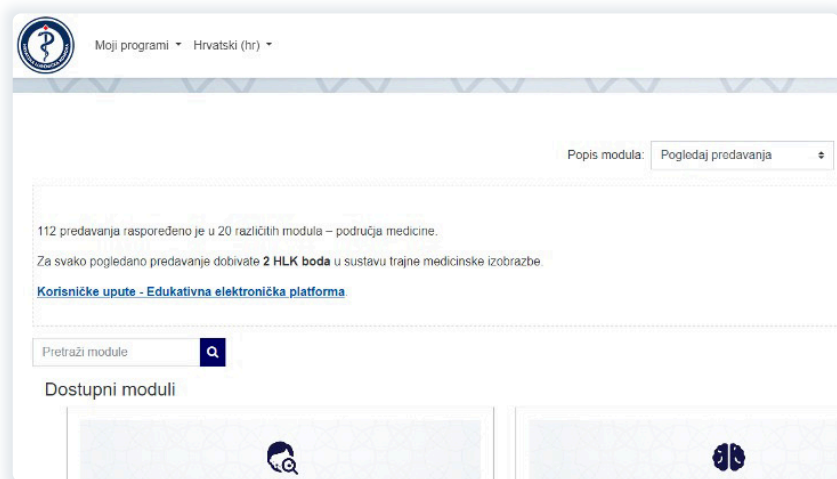 Moji programi Hrvatski (hr)
Popis modula: Pogledaj predavanja
112 predavanja raspoređeno je u 20 različitih modula – područja medicine.
Za svako pogledano predavanje dobivate 2 HLK boda u sustavu trajne medicinske izobrazbe.
Korisničke upute - Edukativna elektronička platforma.
Pretraži module
Dostupni moduli